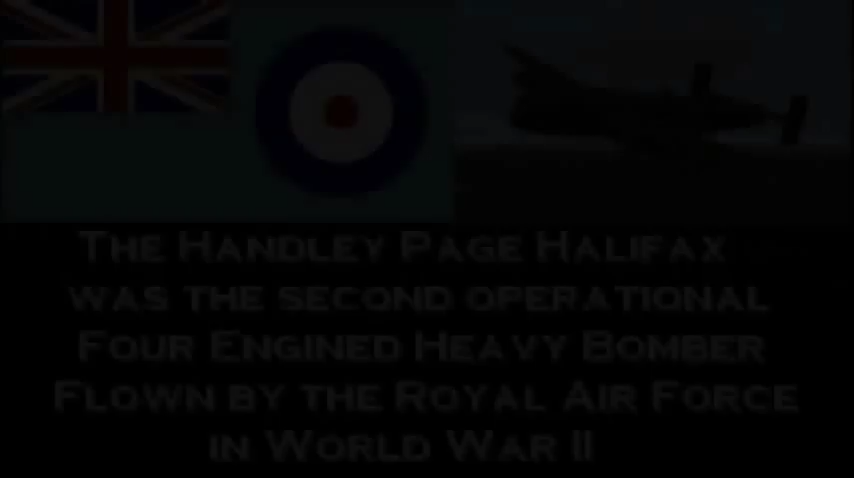 The Handley Page Halifax
was the second operational
Four Engined Heavy Bomber
Flown by the Royal Air Force
in World War II